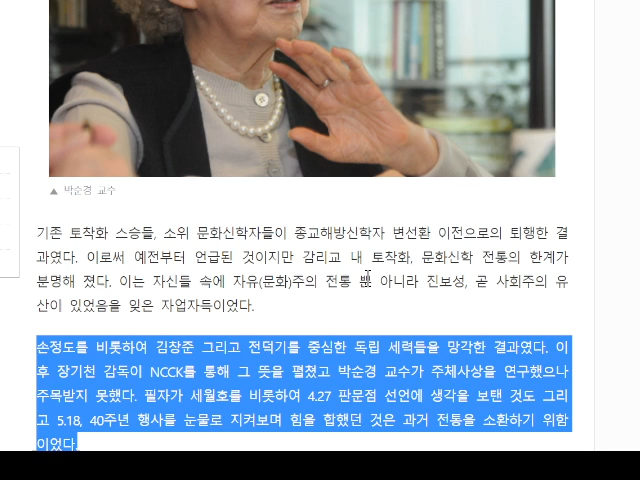 ▲ 박순경 교수
기존 토착화 스승들, 소위 문화신학자들이 종교해방신학자 변선환 이전으로의 퇴행한 결
과였다. 이로써 예전부터 언급된 것이지만 감리교 내 토착화, 문화신학 전통의 한계가
분명해 졌다. 이는 자신들 속에 자유(문화)주의 전통 뿐 아니라 진보성, 곧 사회주의 유
산이 있었음을 잊은 자업자득이었다.
손정도를 비롯하여 김창준 그리고 전덕기를 중심한 독립 세력들을 망각한 결과였다. 이
후 장기천 감독이 NCCK를 통해 그 뜻을 펼쳤고 박순경 교수가 주체사상을 연구했으나
주목받지 못했다. 필자가 세월호를 비롯하여 4.27 판문점 선언에 생각을 보탠 것도 그리
고 5.18, 40주년 행사를 눈물로 지켜보며 힘을 합했던 것은 과거 전통을 소환하기 위함
이었다.